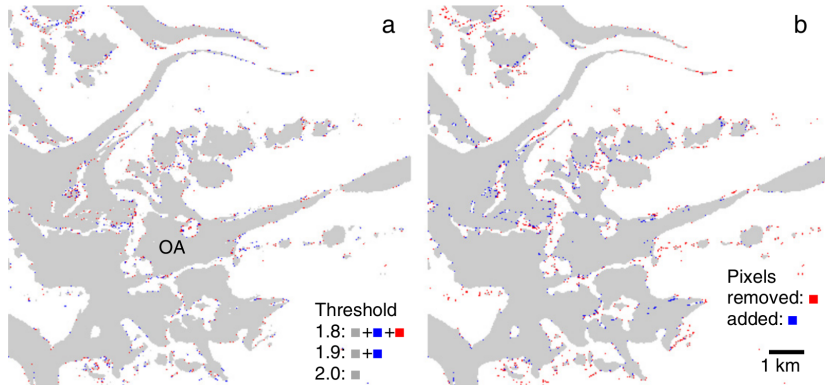 a
OA
Threshold
1.8: ++
1.9: +
2.0:
b
Pixels
removed:
added:
1 km